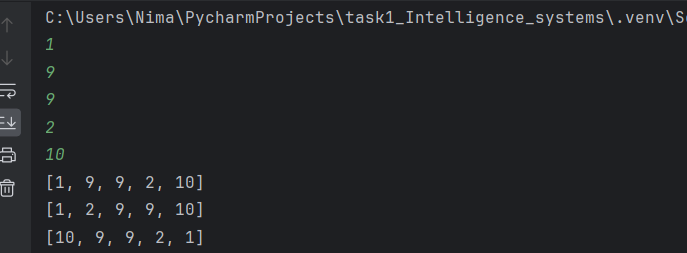 C:\Users\Nima\PycharmProjects\task1_Intelligence_systems\.venv\S
1
9
9
2
10
[1, 9, 9, 2, 10]
[1, 2, 9, 9, 10]
[10, 9, 9, 2, 1]